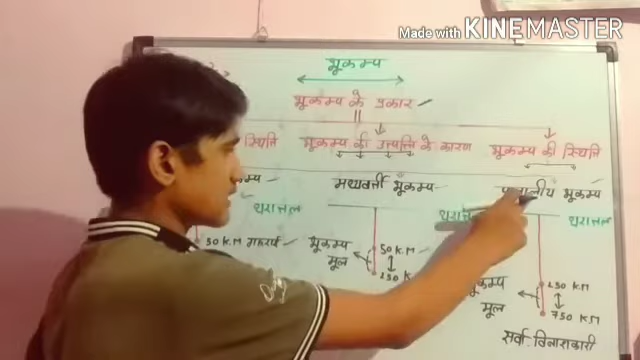 Made with KINEMASTER
भूकम्प
भूकम्प के प्रकार
स्थिति भूकम्प की उत्पत्ति के कारण भूकम्प की स्थिति
मध्यवर्ती भूकम्प भूकम्प
धरातल धरातल
50 K.M गहराई भूकम्प मूल 50 K.M
250 मूल 250 K.M
750 K.M
सर्वा. विनाशकारी